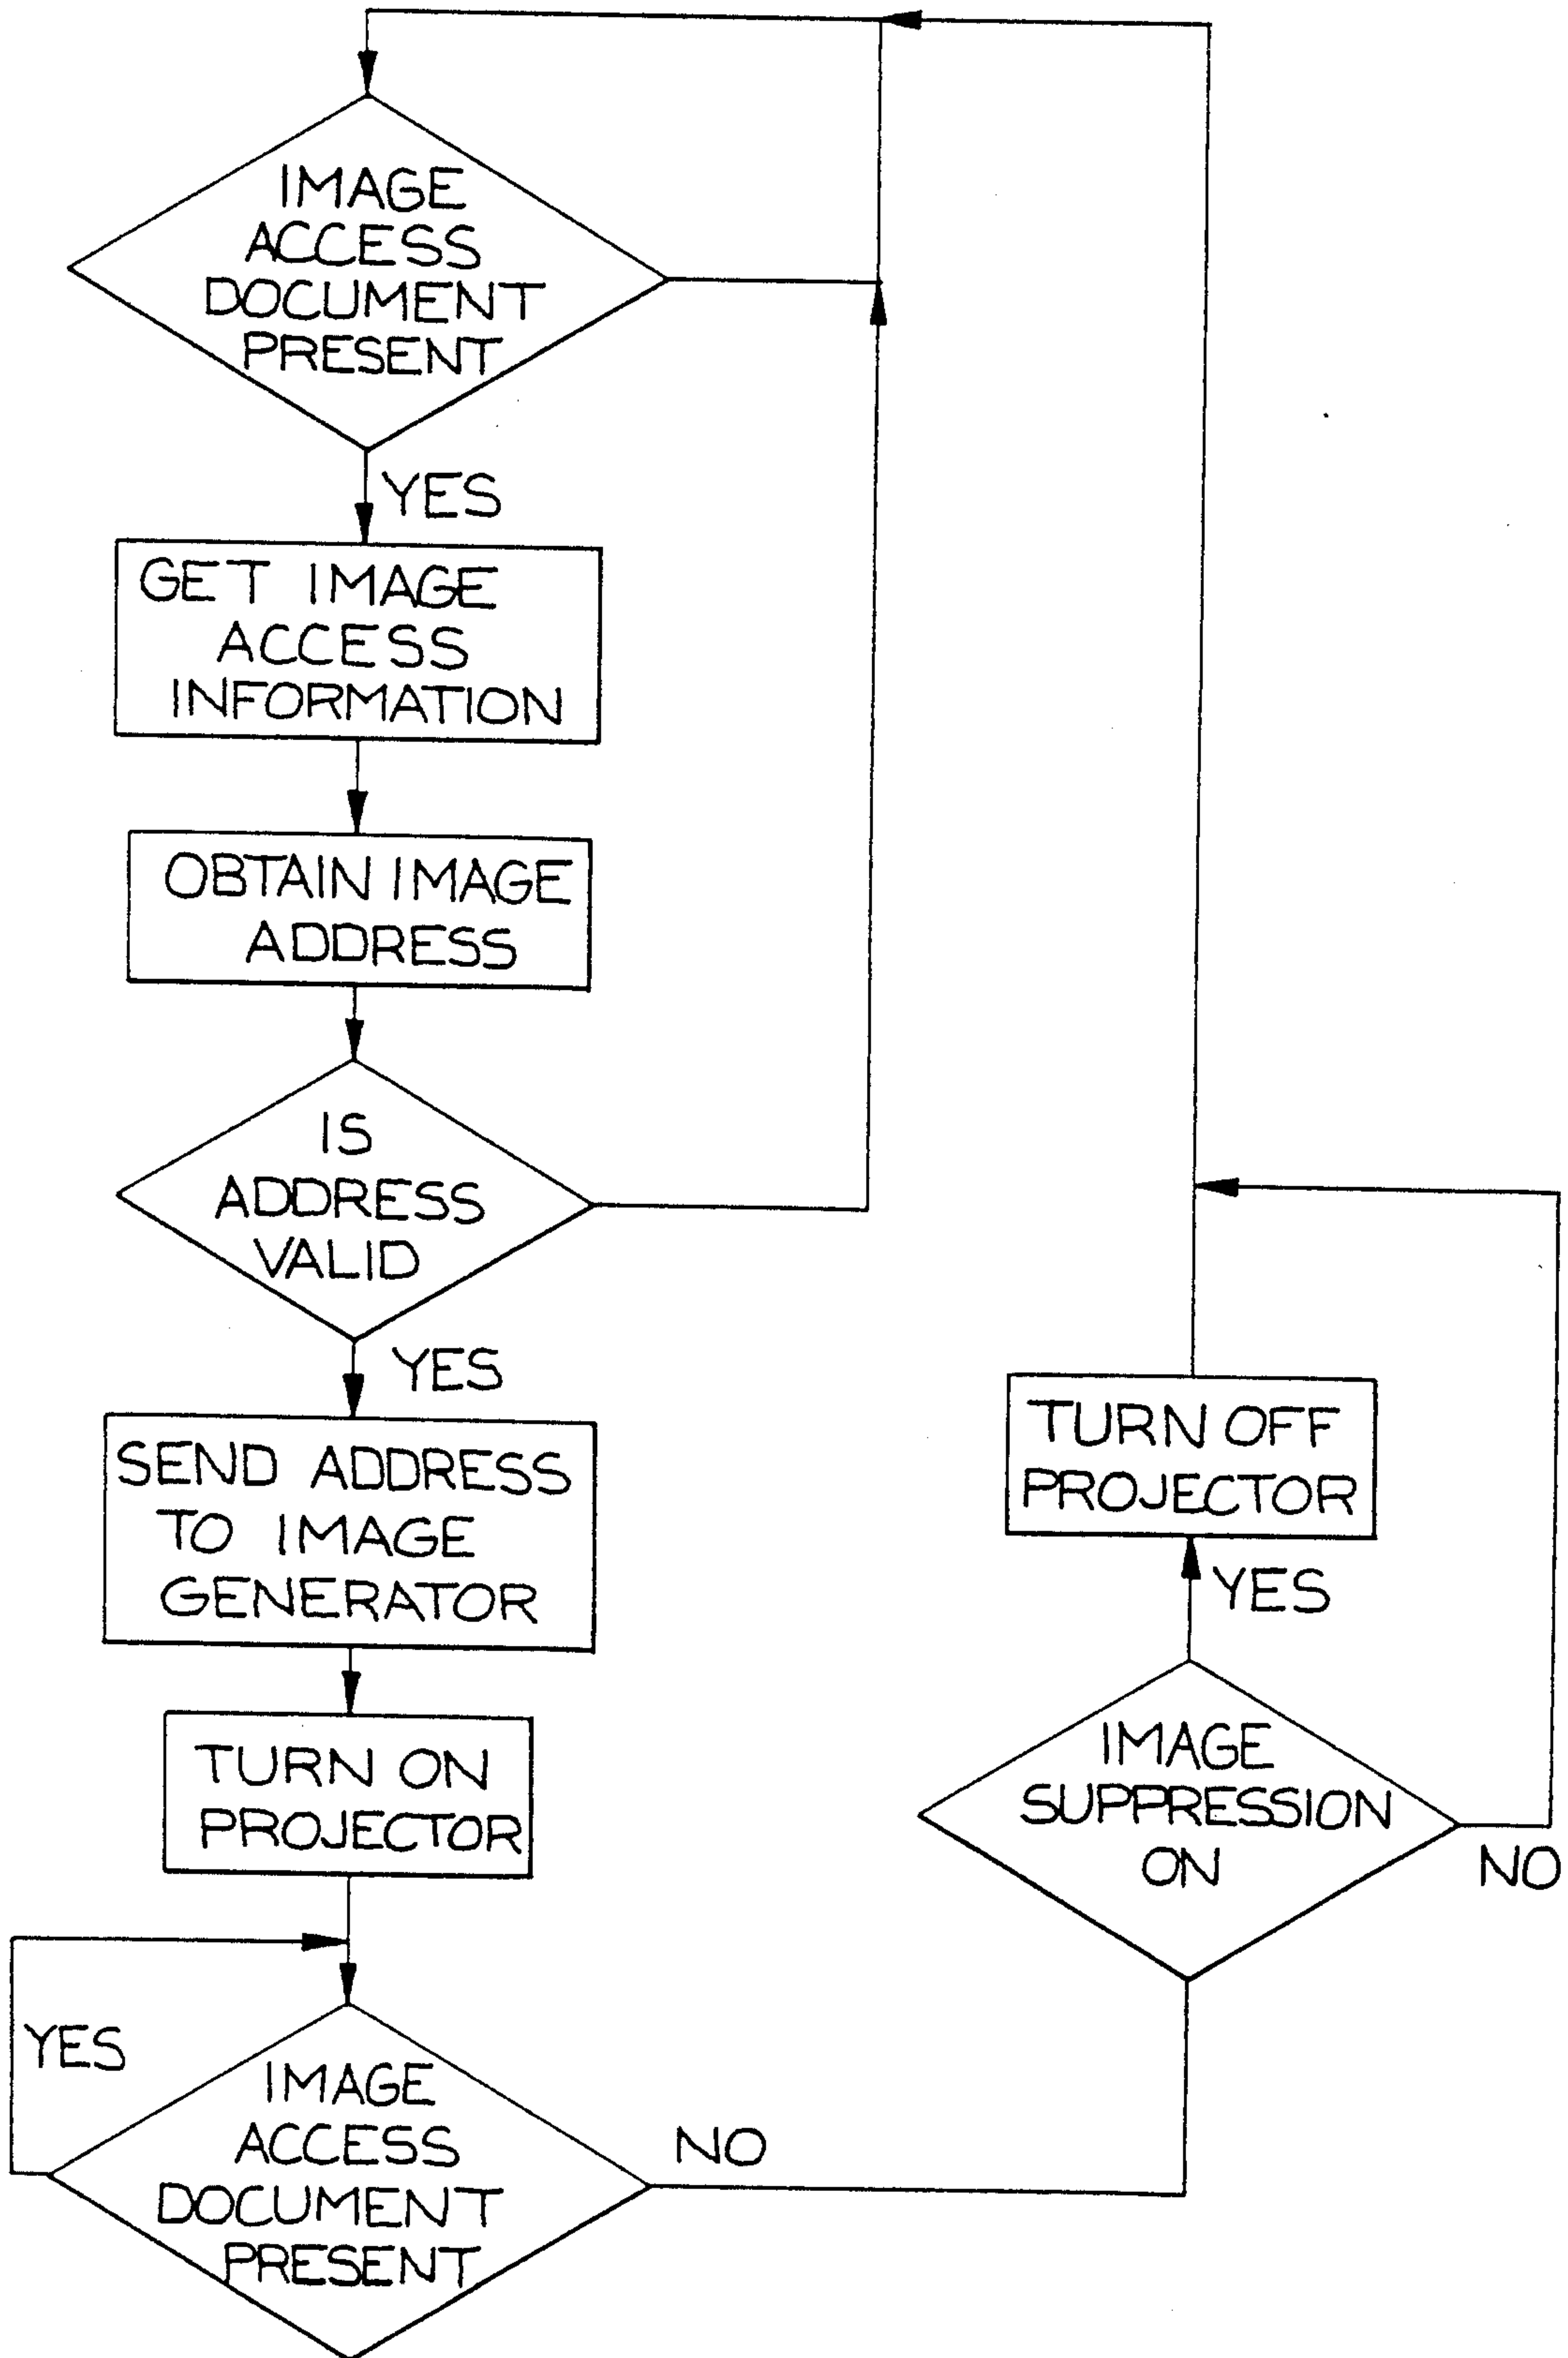 IMAGE
ACCESS
DOCUMENT
PRESENT
YES
GET IMAGE
ACCESS
INFORMATION
OBTAIN IMAGE
ADDRESS
IS
ADDRESS
VALID
YES
SEND ADDRESS
TO IMAGE
GENERATOR
TURN ON
PROJECTOR
YES
IMAGE
ACCESS
DOCUMENT
PRESENT
NO
IMAGE
SUPPRESSION
ON
NO
YES
TURN OFF
PROJECTOR